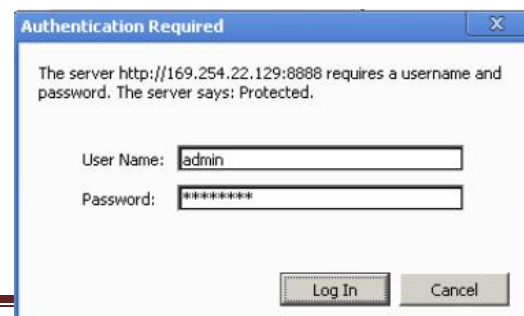 Authentication Required
The server http://169.254.22.129:8888 requires a username and
password. The server says: Protected.
User Name: admin
Password: ********
Log In Cancel